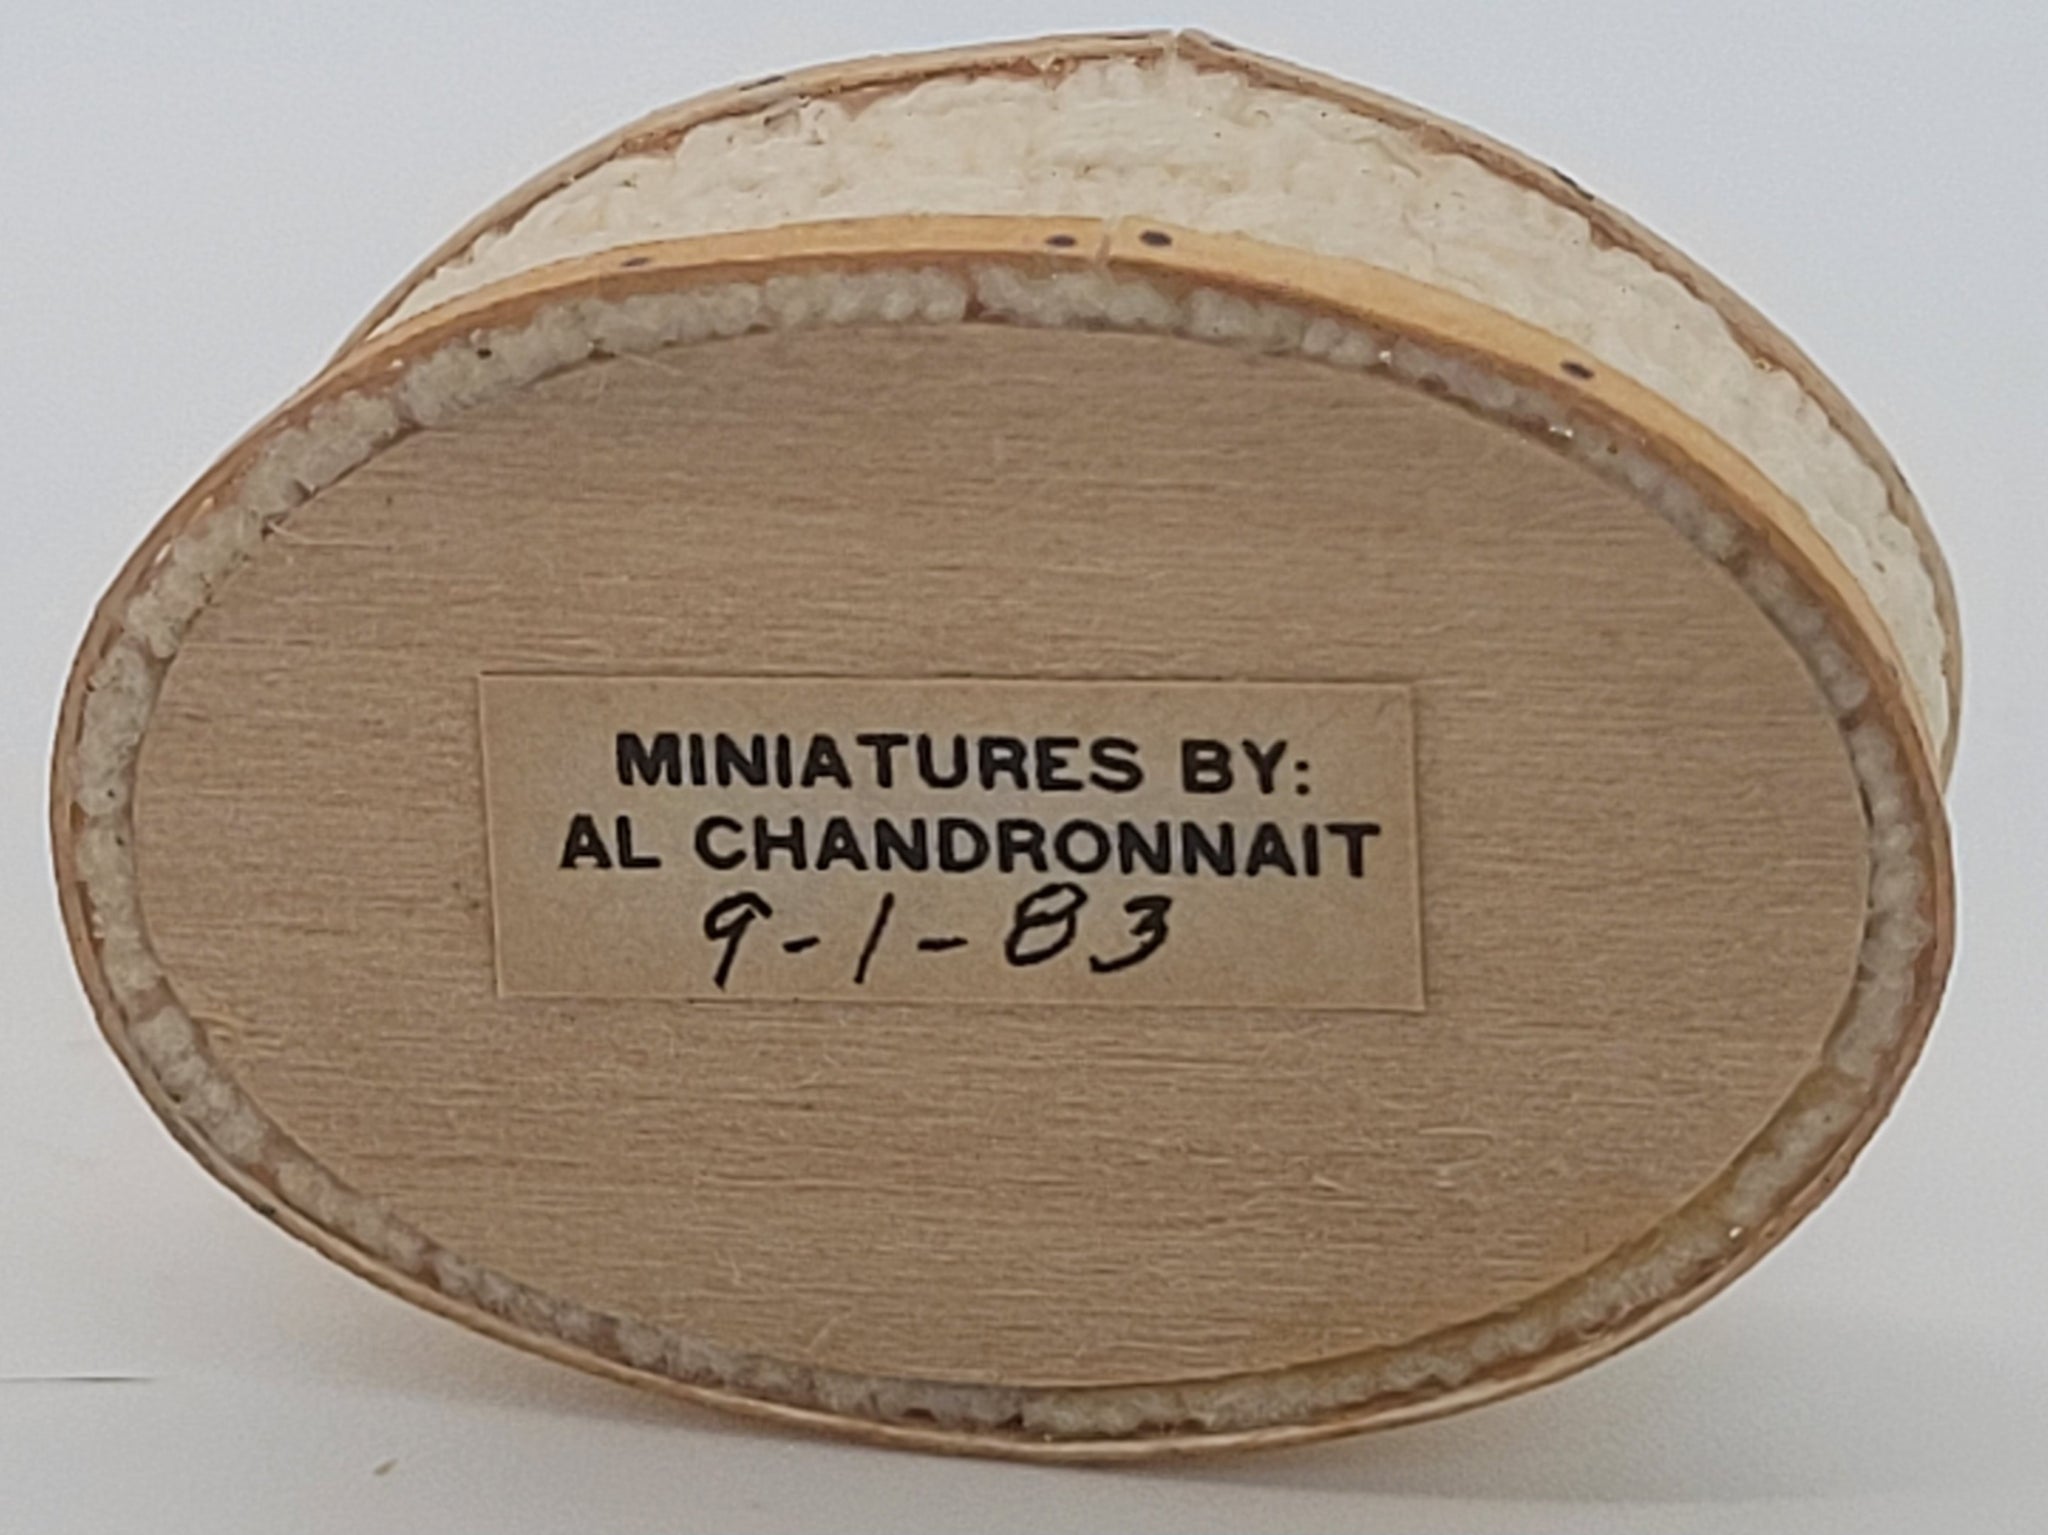 MINIATURES BY:
AL CHANDRONNAIT
9-1-83